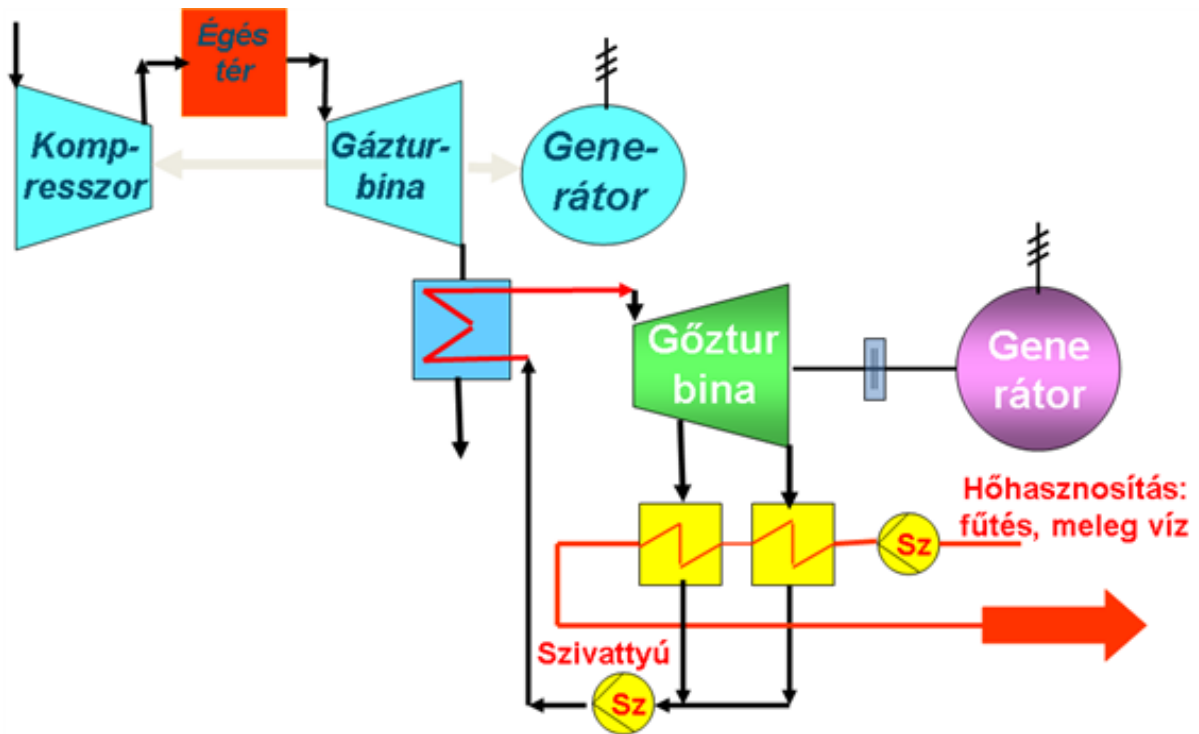 Égés
tér
Komp-
resszor
Gáztur-
bina
Gene-
rátor
Gőztur
bina
Gene
rátor
Hőhasznosítás:
fűtés, meleg víz
Sz
Szivattyú
Sz